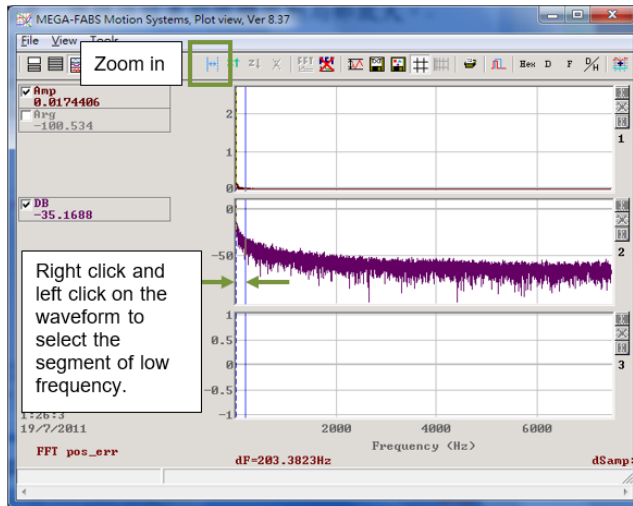 MEGA-FABS Motion Systems, Plot view, Ver 8.37
File View Tools
Zoom in
FFT
Hex D F %H
Amp
0.0174406
Arg
-100.534
2
1
0
1
DB
-35.1688
0
-50
2
Right click and
left click on the
waveform to
select the
segment of low
frequency.
1
0.5
0
-0.5
-1
3
1:26:3
19/7/2011
2000 4000 6000
Frequency (Hz)
FFT pos_err
dF=203.3823Hz
dSamp: